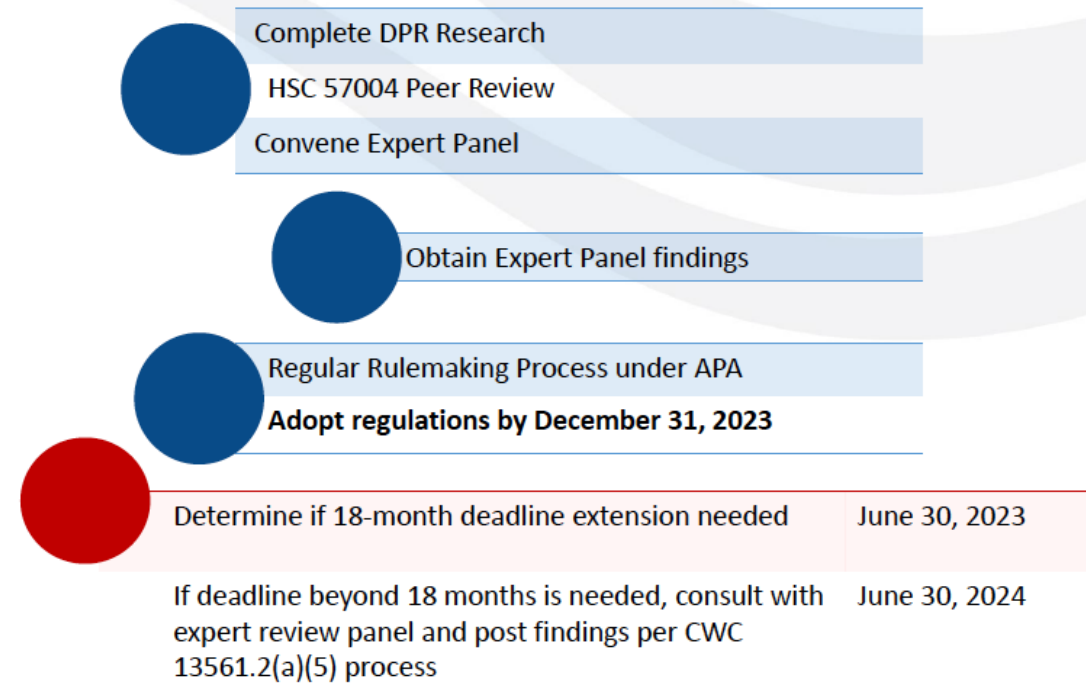 Complete DPR Research
HSC 57004 Peer Review
Convene Expert Panel
Obtain Expert Panel findings
Regular Rulemaking Process under APA
Adopt regulations by December 31, 2023
Determine if 18-month deadline extension needed June 30, 2023
If deadline beyond 18 months is needed, consult with June 30, 2024
expert review panel and post findings per CWC
13561.2(a)(5) process